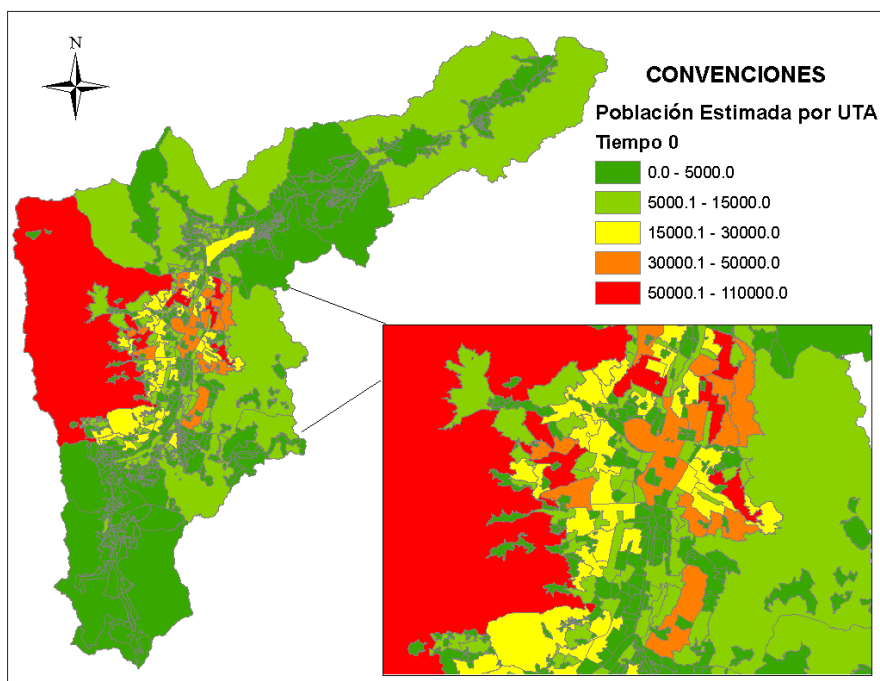 N
CONVENCIONES
Población Estimada por UTA
Tiempo 0
0.0 - 5000.0
5000.1 - 15000.0
15000.1 - 30000.0
30000.1 - 50000.0
50000.1 - 110000.0